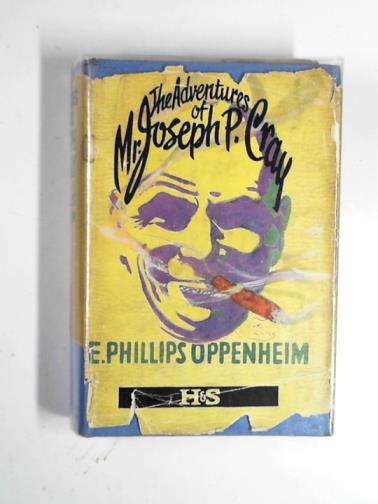 The Adventures
of
Mr. Joseph P. Cray
E. PHILLIPS OPPENHEIM
H&S